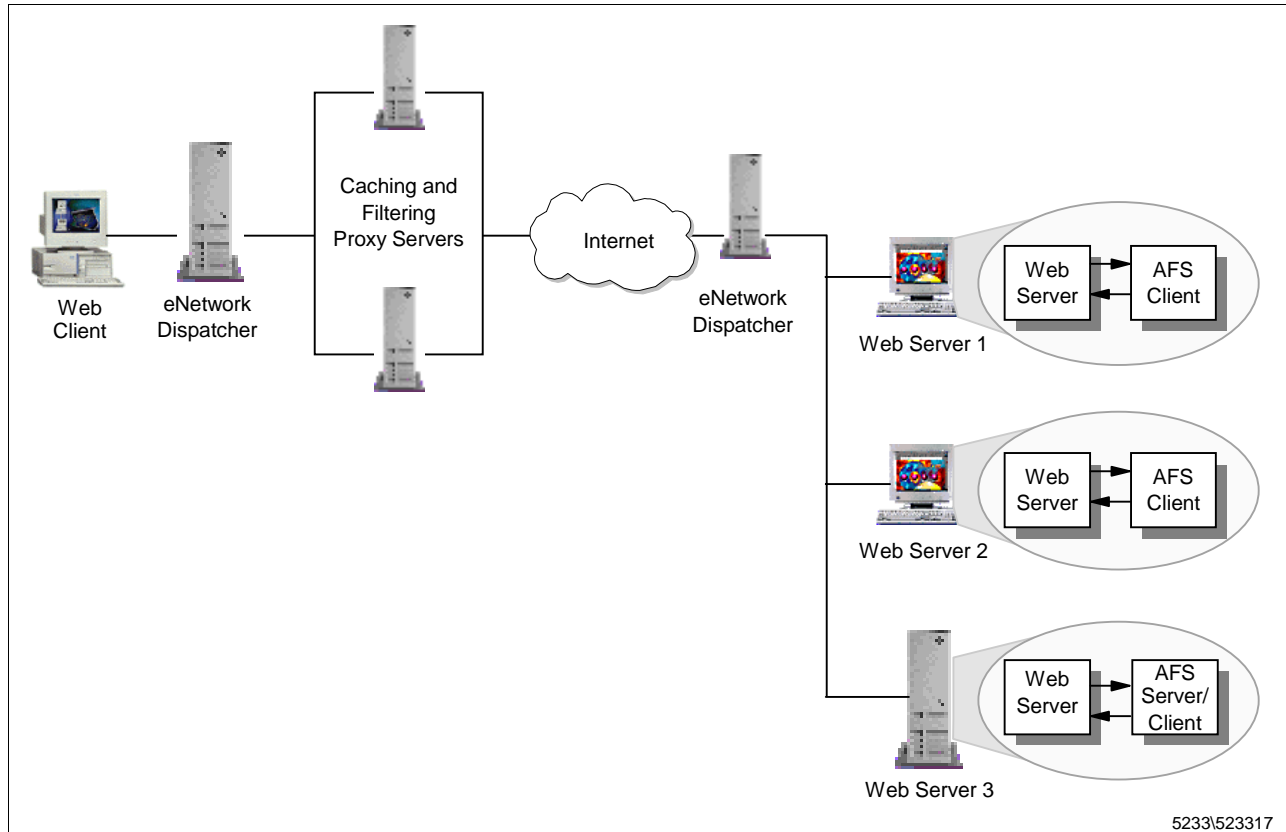 Caching and
Filtering
Proxy Servers
Internet
Web
Client
eNetwork
Dispatcher
eNetwork
Dispatcher
Web
Server
AFS
Client
Web Server 1
Web
Server
AFS
Client
Web Server 2
Web
Server
AFS
Server/
Client
Web Server 3
5233\523317